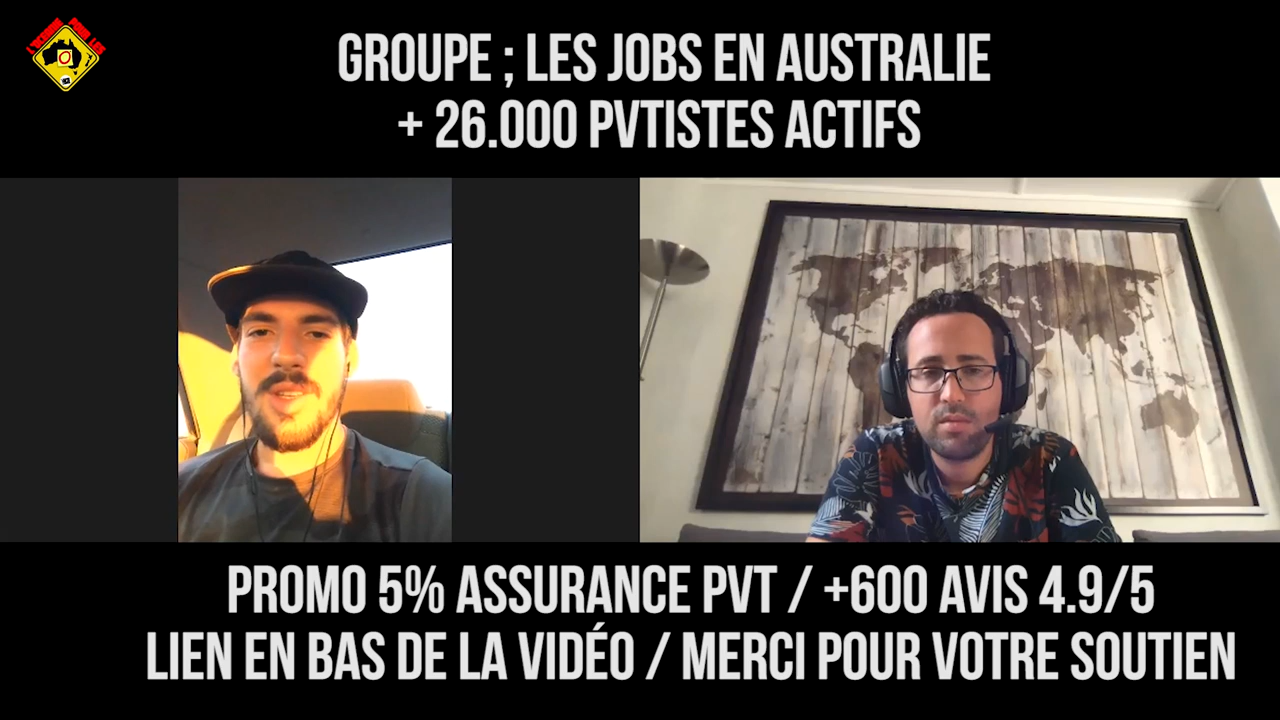 GROUPE ; LES JOBS EN AUSTRALIE
+ 26.000 PVTISTES ACTIFS
PROMO 5% ASSURANCE PVT / +600 AVIS 4.9/5
LIEN EN BAS DE LA VIDÉO / MERCI POUR VOTRE SOUTIEN